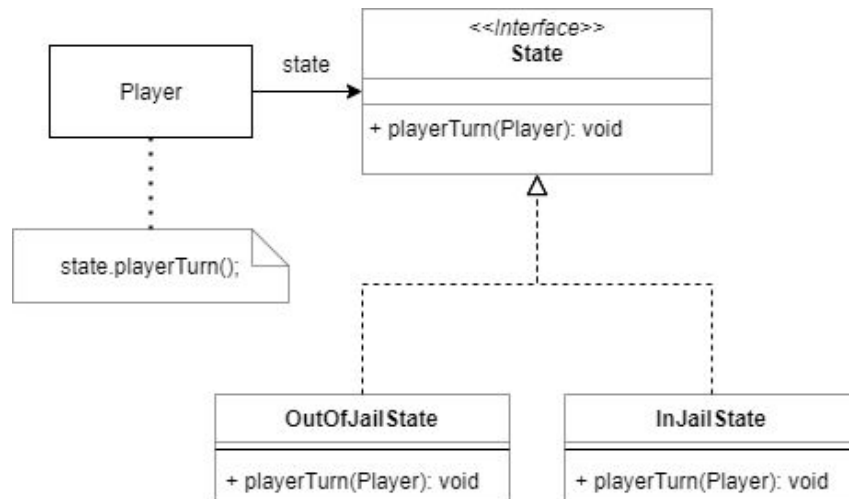 <<Interface>>
State
state
Player
+ playerTurn(Player): void
state.playerTurn();
OutOfJailState
InJailState
+ playerTurn(Player): void
+ playerTurn(Player): void